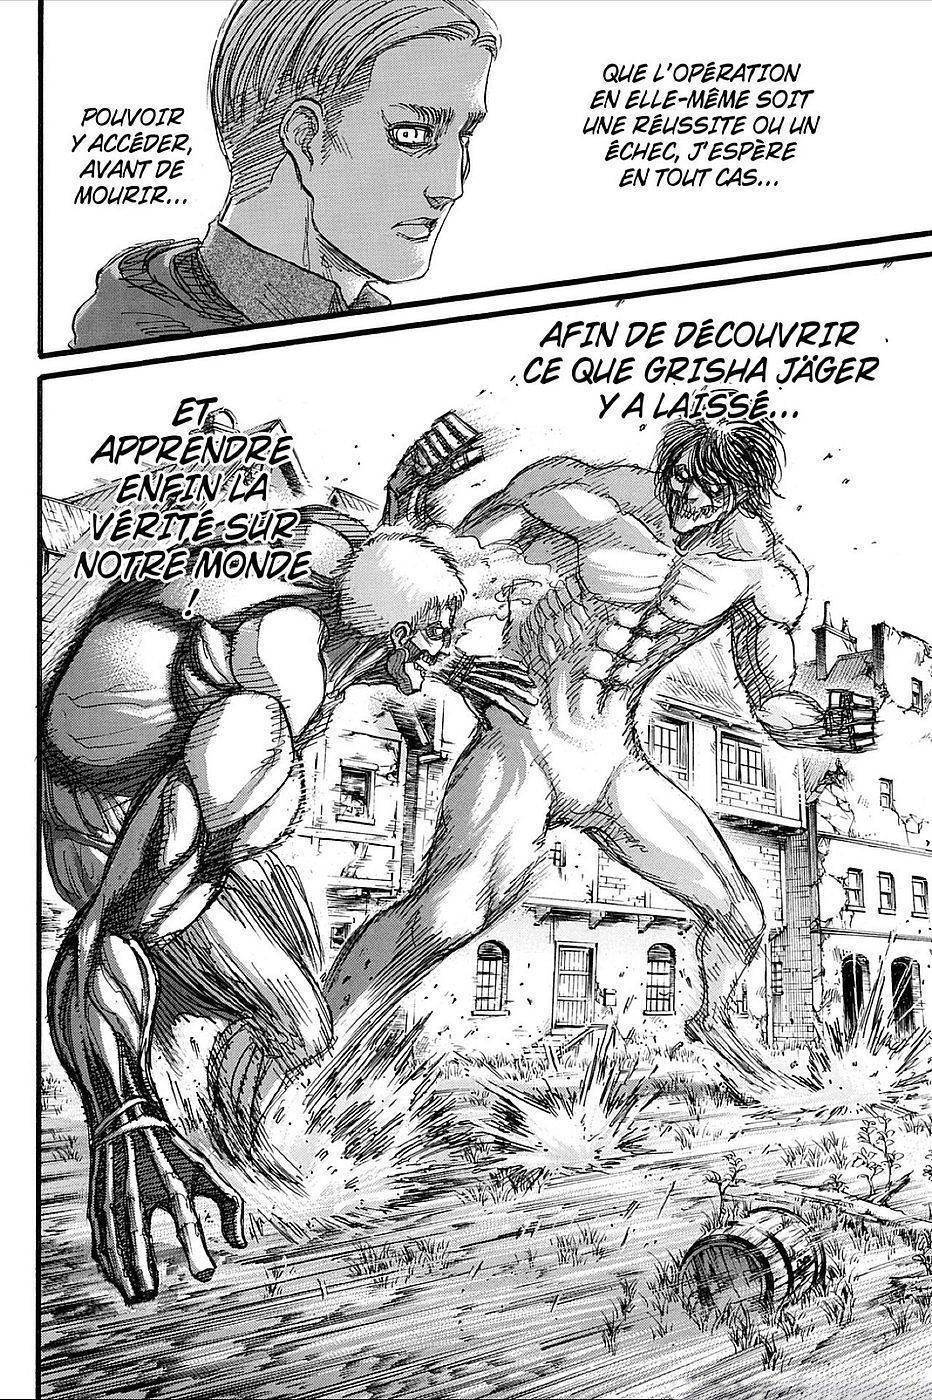 QUE L'OPÉRATION
EN ELLE-MÊME SOIT
UNE RÉUSSITE OU UN
ÉCHEC, J'ESPÈRE
EN TOUT CAS...
POUVOIR
Y ACCÉDER,
AVANT DE
MOURIR...
AFIN DE DÉCOUVRIR
CE QUE GRISHA JÄGER
Y A LAISSÉ...
ET
APPRENDRE
ENFIN LA
VÉRITÉ SUR
NOTRE MONDE
!